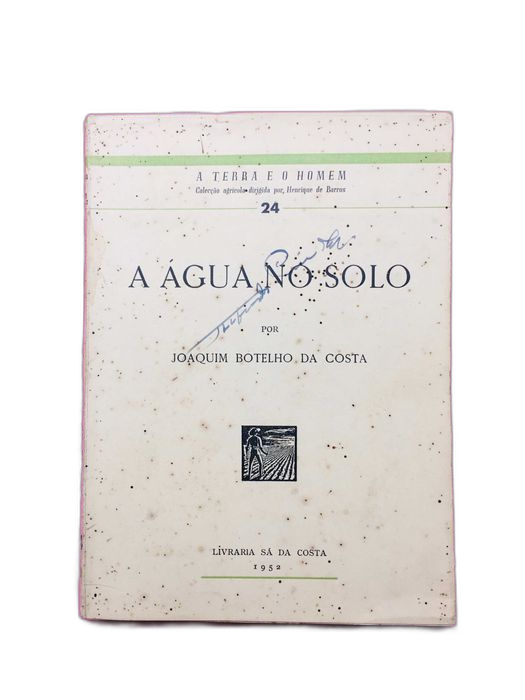 A TERRA E O HOMEM
Colecção agrícola dirigida por Henrique de Barros
24
A ÁGUA NO SOLO
POR
JOAQUIM BOTELHO DA COSTA
LIVRARIA SÁ DA COSTA
1952